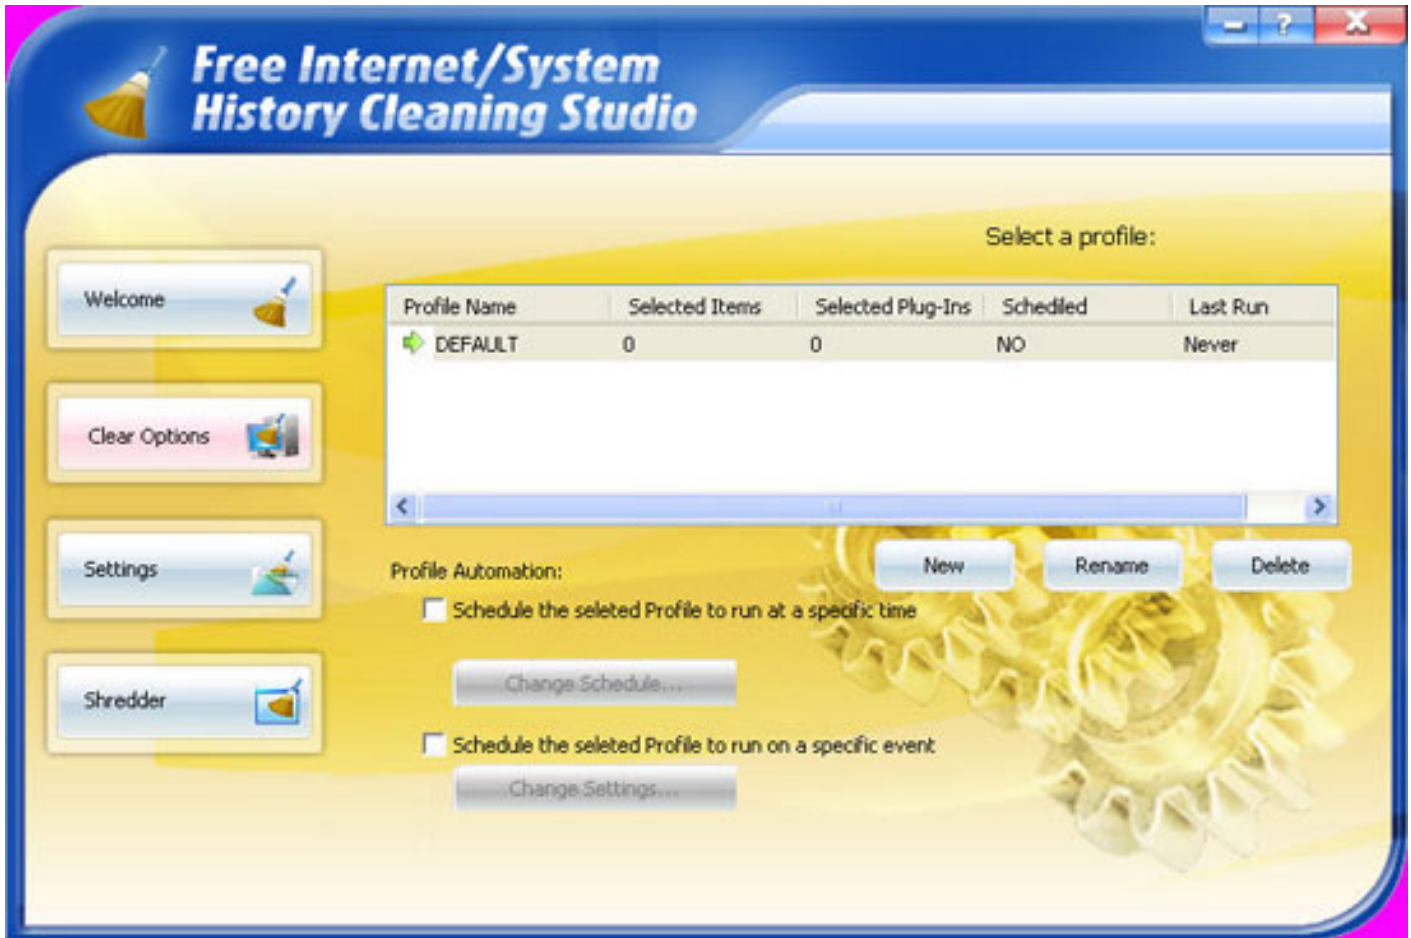 Free Internet/System
History Cleaning Studio
?
Select a profile:
Welcome
Profile Name Selected Items Selected Plug-Ins Schediled Last Run
DEFAULT 0 0 NO Never
Clear Options
New Rename Delete
Settings
Profile Automation:
Schedule the seleted Profile to run at a specific time
Change Schedule...
Shredder
Schedule the seleted Profile to run on a specific event
Change Settings...